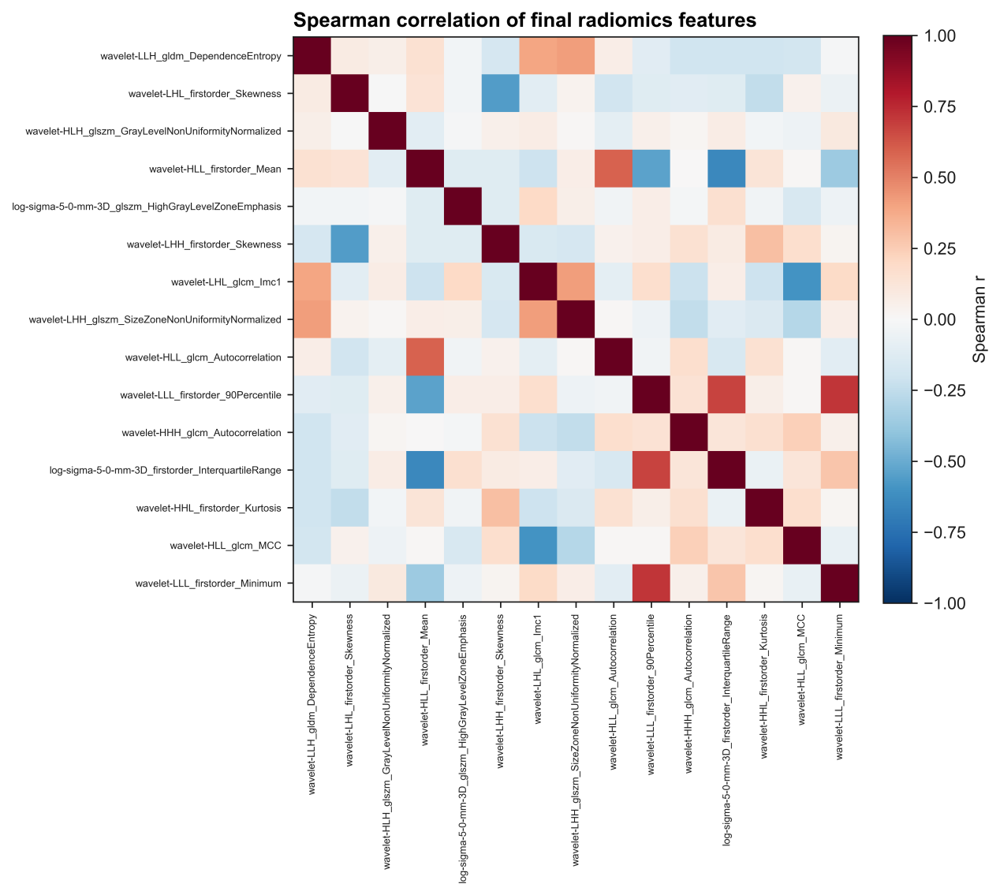 Spearman correlation of final radiomics features
wavelet-LLH_gldm_DependenceEntropy
wavelet-LHL_firstorder_Skewness
wavelet-HLH_glszm_GrayLevelNonUniformityNormalized
wavelet-HLL_firstorder_Mean
log-sigma-5-0-mm-3D_glszm_HighGrayLevelZoneEmphasis
wavelet-LHH_firstorder_Skewness
wavelet-LHL_glcm_Imc1
wavelet-LHH_glszm_SizeZoneNonUniformityNormalized
wavelet-HLL_glcm_Autocorrelation
wavelet-LLL_firstorder_90Percentile
wavelet-HHH_glcm_Autocorrelation
log-sigma-5-0-mm-3D_firstorder_InterquartileRange
wavelet-HHL_firstorder_Kurtosis
wavelet-HLL_glcm_MCC
wavelet-LLL_firstorder_Minimum
wavelet-LLH_gldm_DependenceEntropy
wavelet-LHL_firstorder_Skewness
wavelet-HLH_glszm_GrayLevelNonUniformityNormalized
wavelet-HLL_firstorder_Mean
log-sigma-5-0-mm-3D_glszm_HighGrayLevelZoneEmphasis
wavelet-LHH_firstorder_Skewness
wavelet-LHL_glcm_Imc1
wavelet-LHH_glszm_SizeZoneNonUniformityNormalized
wavelet-HLL_glcm_Autocorrelation
wavelet-LLL_firstorder_90Percentile
wavelet-HHH_glcm_Autocorrelation
log-sigma-5-0-mm-3D_firstorder_InterquartileRange
wavelet-HHL_firstorder_Kurtosis
wavelet-HLL_glcm_MCC
wavelet-LLL_firstorder_Minimum
1.00
0.75
0.50
0.25
0.00
−0.25
−0.50
−0.75
−1.00
Spearman r